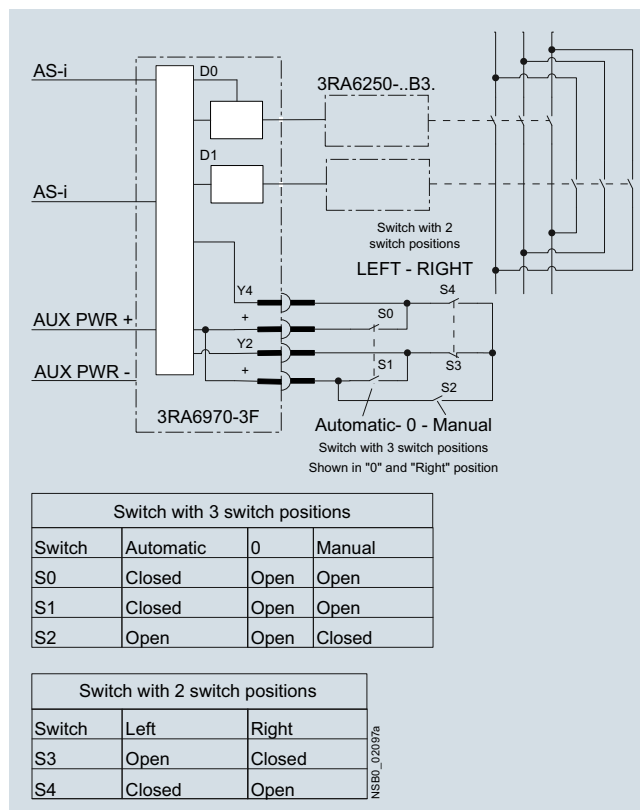 AS-i
D0
3RA6250-..B3.
D1
AS-i
Switch with 2
switch positions
LEFT - RIGHT
Y4
S4
AUX PWR +
+
S0
Y2
S3
S1
AUX PWR -
+
S2
3RA6970-3F
Automatic- 0 - Manual
Switch with 3 switch positions
Shown in "0" and "Right" position
Switch with 3 switch positions
Switch Automatic 0 Manual
S0 Closed Open Open
S1 Closed Open Open
S2 Open Open Closed
Switch with 2 switch positions
Switch Left Right
S3 Open Closed
S4 Closed Open
NSB0_02097a